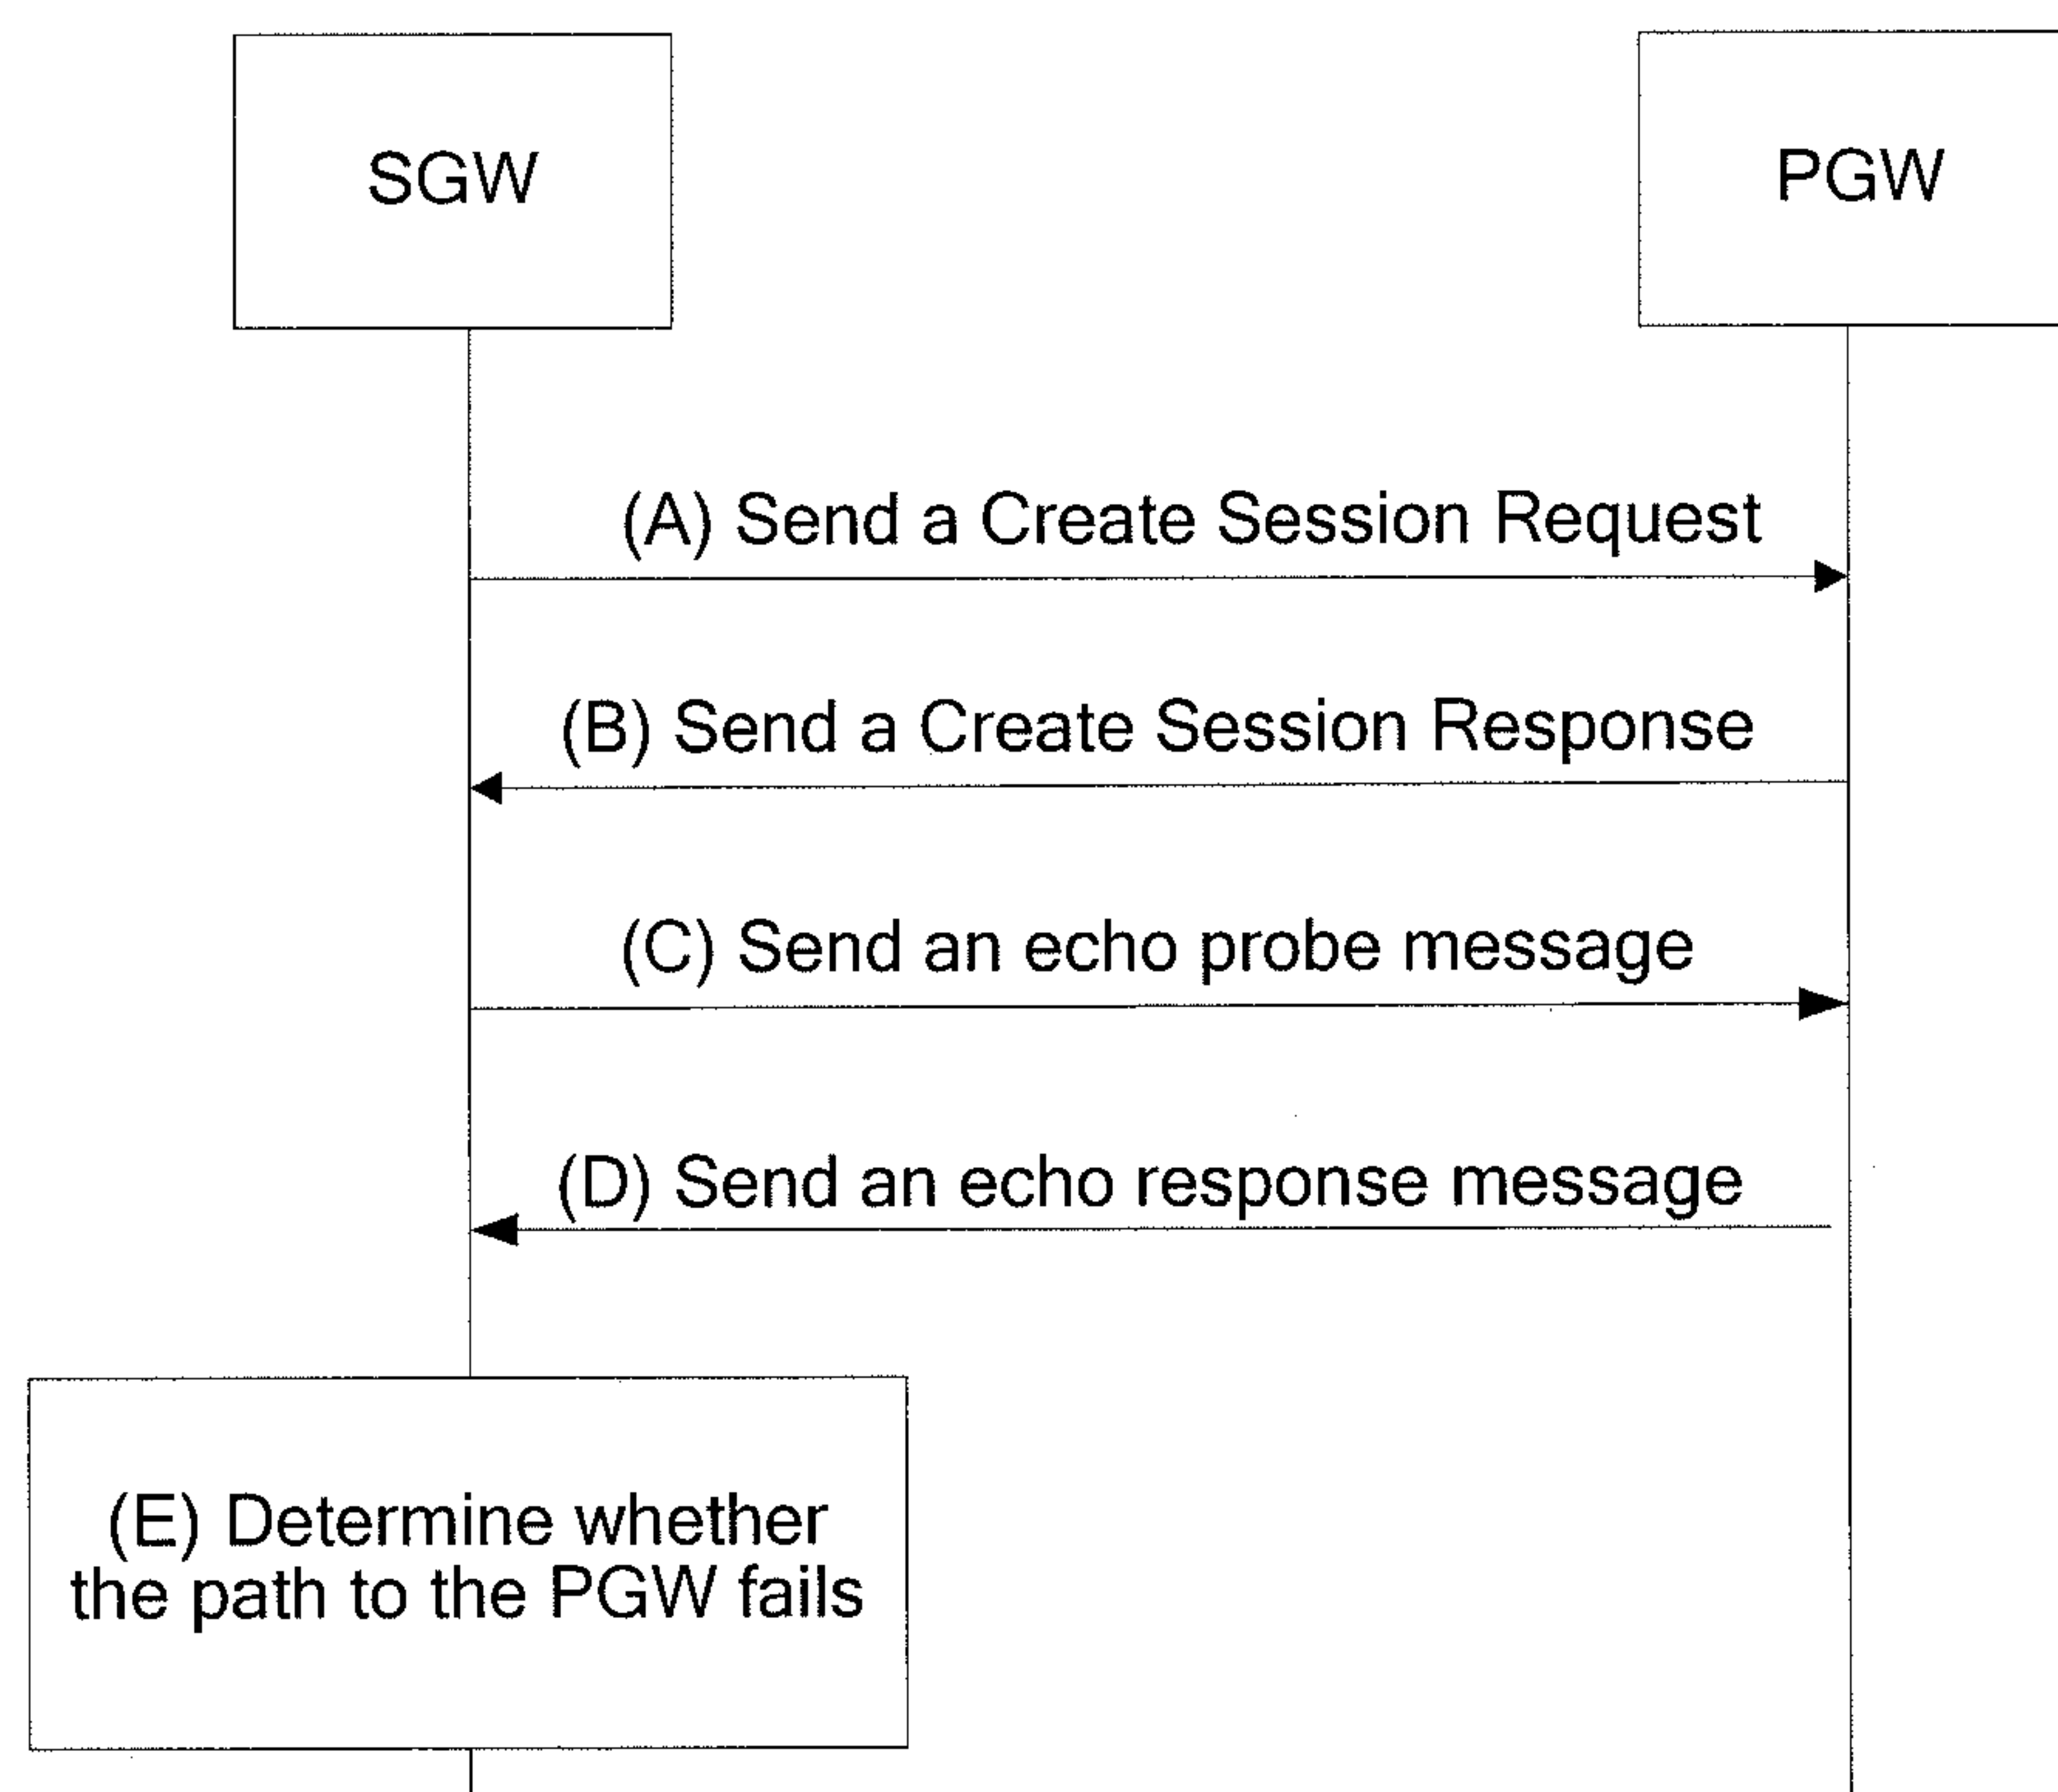 SGW
PGW
(A) Send a Create Session Request
(B) Send a Create Session Response
(C) Send an echo probe message
(D) Send an echo response message
(E) Determine whether
the path to the PGW fails